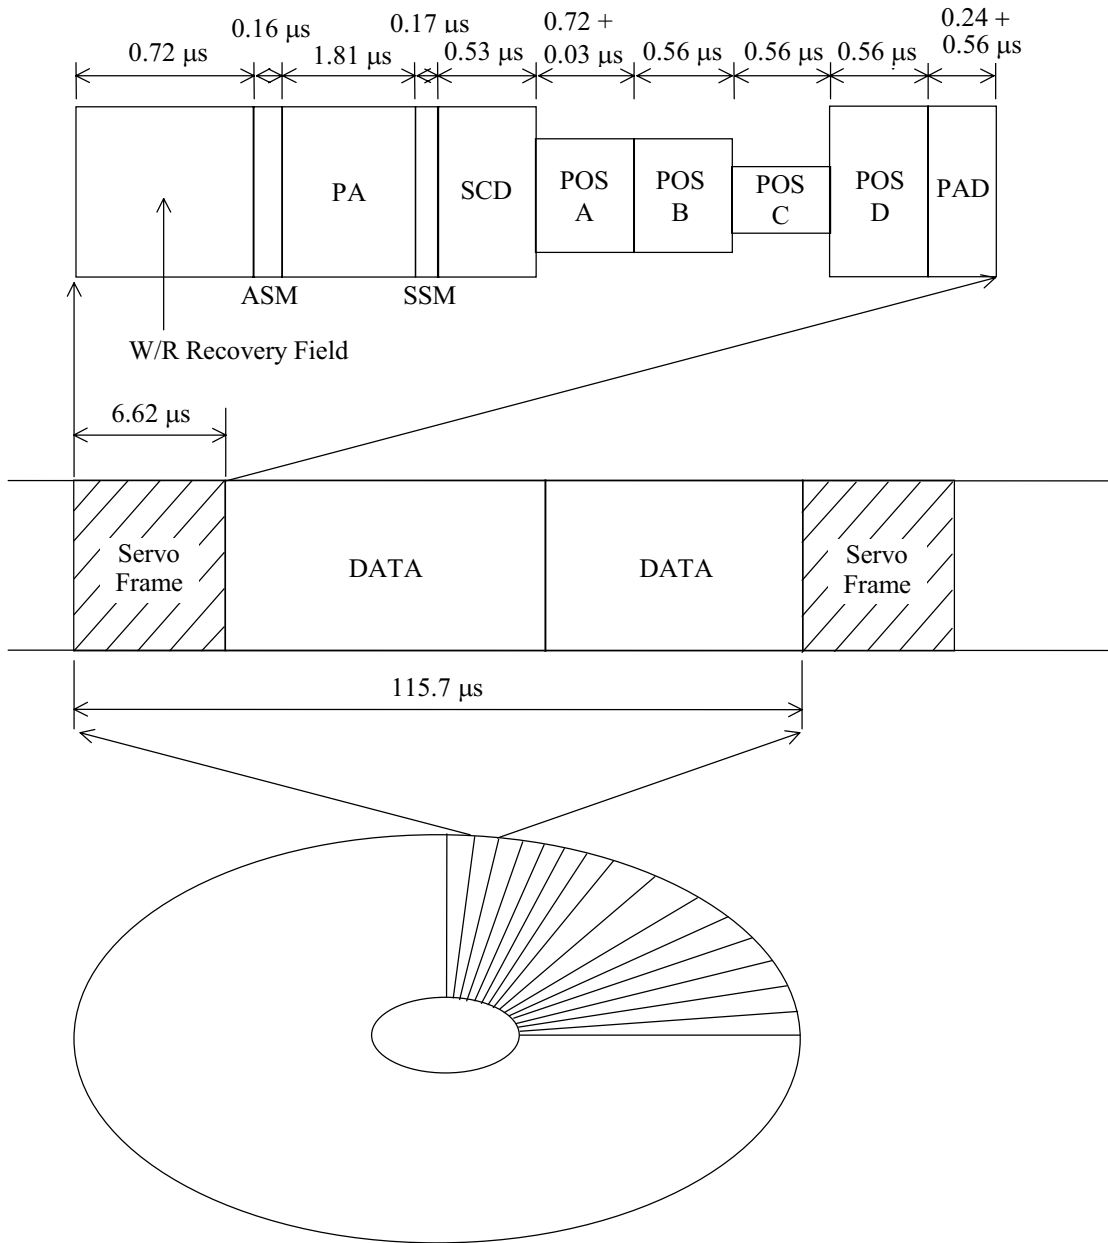 0.72 μs
0.16 μs
1.81 μs
0.17 μs
0.53 μs
0.72 +
0.03 μs
0.56 μs
0.56 μs
0.56 μs
0.24 +
0.56 μs
PA
SCD
POS
A
POS
B
POS
C
POS
D
PAD
ASM
SSM
W/R Recovery Field
6.62 μs
Servo
Frame
DATA
DATA
Servo
Frame
115.7 μs